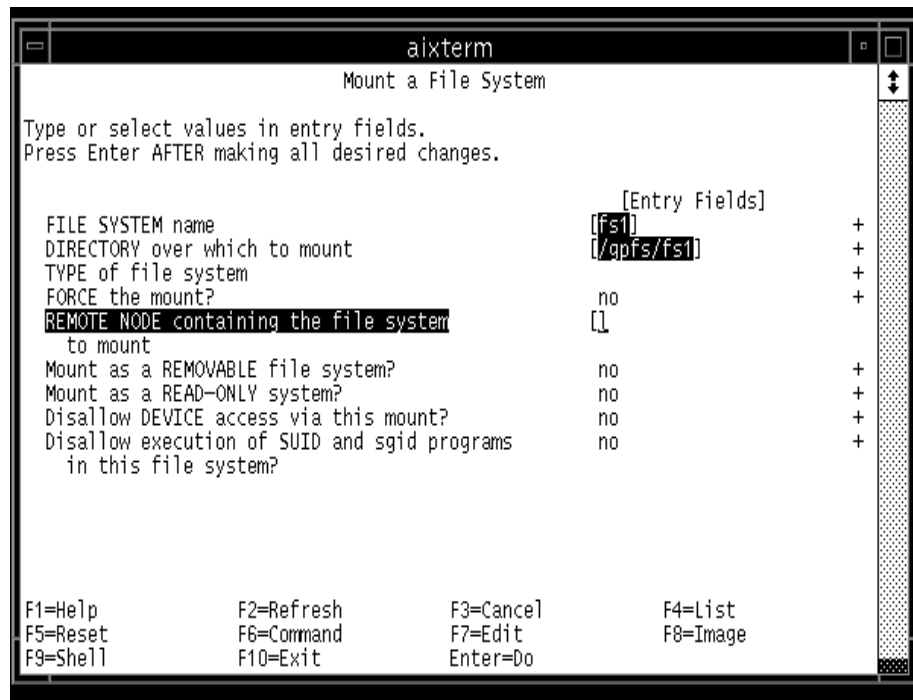 aixterm
Mount a File System
Type or select values in entry fields.
Press Enter AFTER making all desired changes.
[Entry Fields]
FILE SYSTEM name [fs1] +
DIRECTORY over which to mount [/gpfs/fs1] +
TYPE of file system +
FORCE the mount? no +
REMOTE NODE containing the file system []
to mount
Mount as a REMOVABLE file system? no +
Mount as a READ-ONLY system? no +
Disallow DEVICE access via this mount? no +
Disallow execution of SUID and sgid programs no +
in this file system?
F1=Help F2=Refresh F3=Cancel F4=List
F5=Reset F6=Command F7=Edit F8=Image
F9=Shell F10=Exit Enter=Do